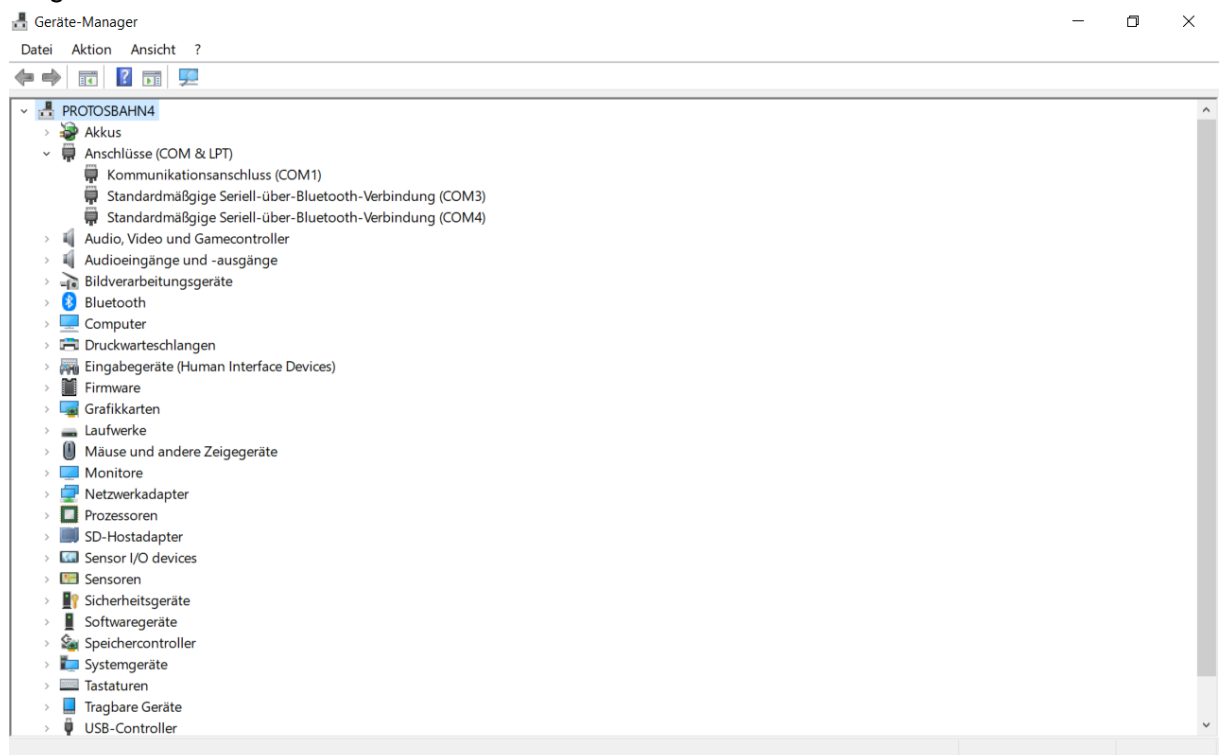 Geräte-Manager
Datei Aktion Ansicht ?
PROTOSBAHN4
Akkus
Anschlüsse (COM & LPT)
Kommunikationsanschluss (COM1)
Standardmäßgige Seriell-über-Bluetooth-Verbindung (COM3)
Standardmäßgige Seriell-über-Bluetooth-Verbindung (COM4)
Audio, Video und Gamecontroller
Audioeingänge und -ausgänge
Bildverarbeitungsgeräte
Bluetooth
Computer
Druckwarteschlangen
Eingabegeräte (Human Interface Devices)
Firmware
Grafikkarten
Laufwerke
Mäuse und andere Zeigegeräte
Monitore
Netzwerkadapter
Prozessoren
SD-Hostadapter
Sensor I/O devices
Sensoren
Sicherheitsgeräte
Softwaregeräte
Speichercontroller
Systemgeräte
Tastaturen
Tragbare Geräte
USB-Controller